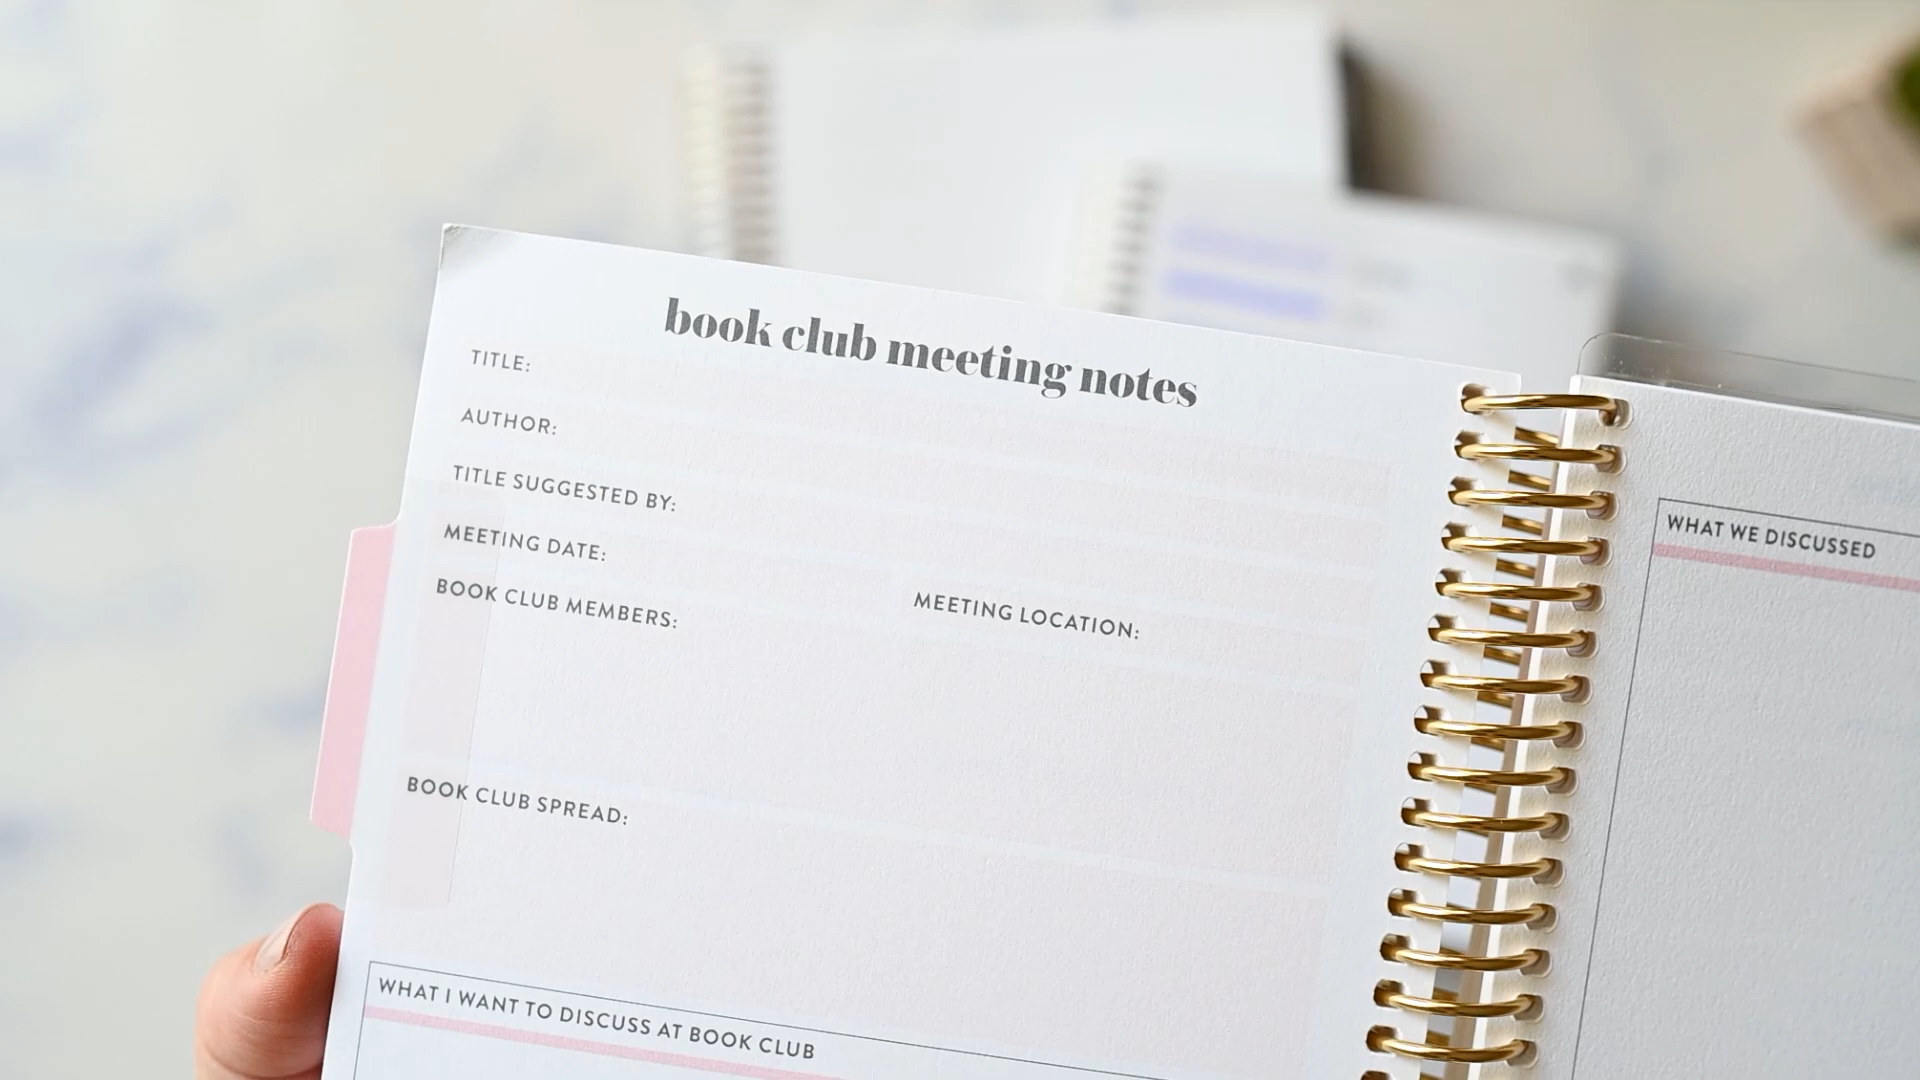 book club meeting notes
TITLE:
AUTHOR:
TITLE SUGGESTED BY:
MEETING DATE:
MEETING LOCATION:
BOOK CLUB MEMBERS:
BOOK CLUB SPREAD:
WHAT I WANT TO DISCUSS AT BOOK CLUB
WHAT WE DISCUSSED